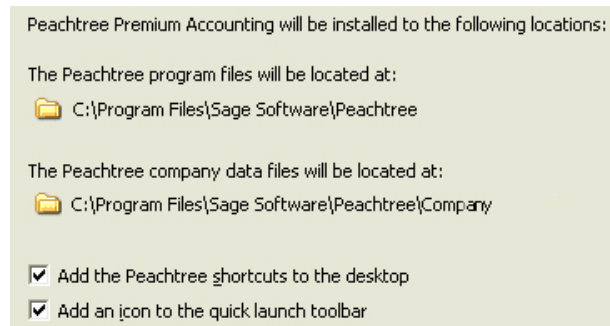 Peachtree Premium Accounting will be installed to the following locations:
The Peachtree program files will be located at:
C:\Program Files\Sage Software\Peachtree
The Peachtree company data files will be located at:
C:\Program Files\Sage Software\Peachtree\Company
Add the Peachtree shortcuts to the desktop
Add an icon to the quick launch toolbar